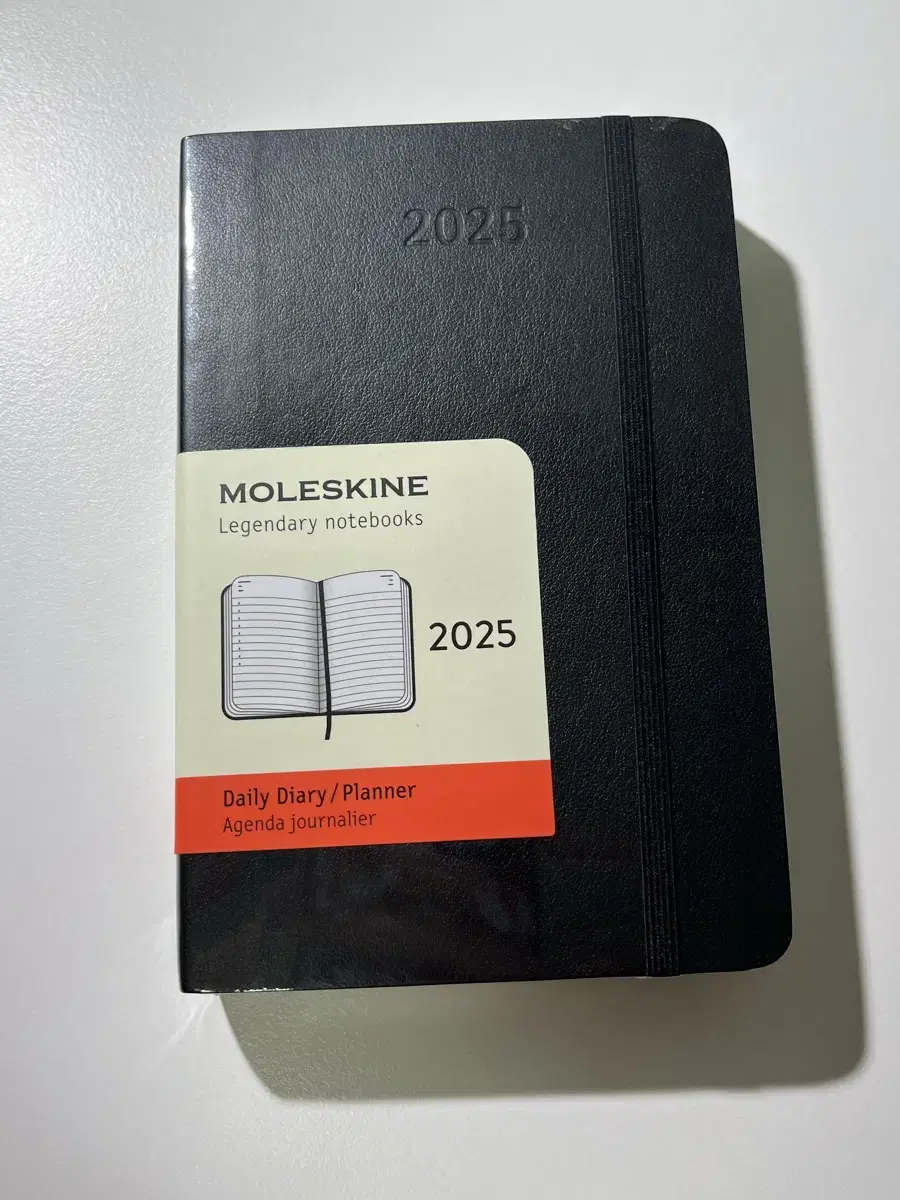 2025
MOLESKINE
Legendary notebooks
2025
Daily Diary/Planner
Agenda journalier